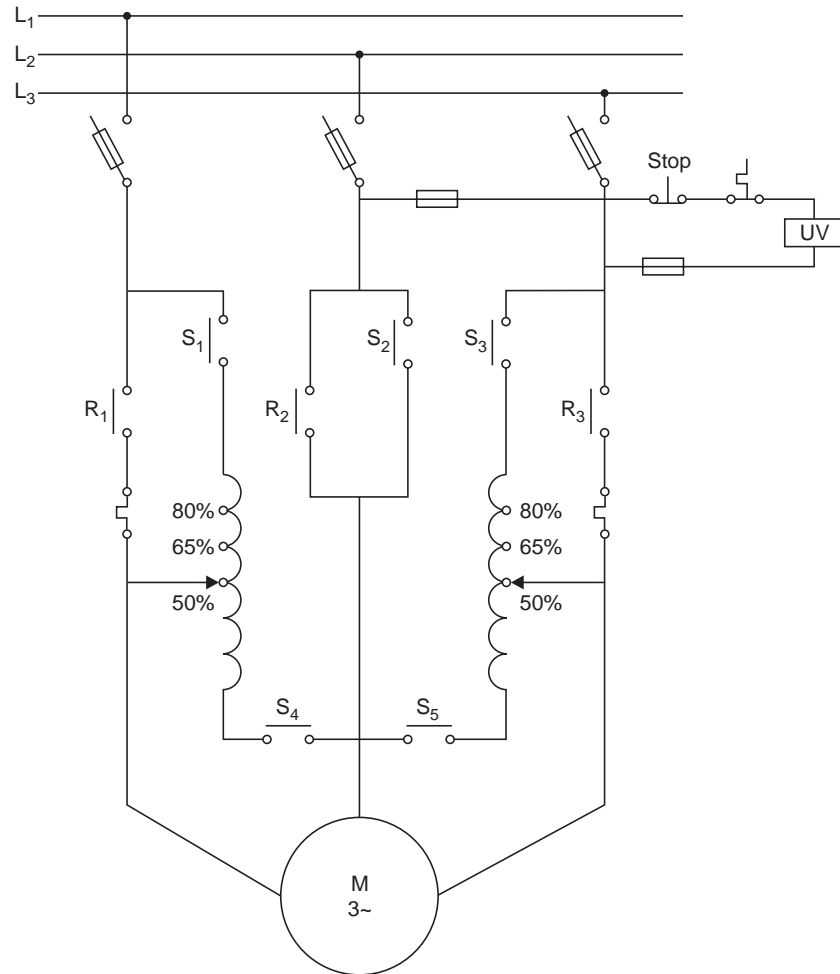 L₁
L₂
L₃
Stop
UV
S₁
S₂
S₃
R₁
R₂
R₃
80%
80%
65%
65%
50%
50%
S₄
S₅
M
3~